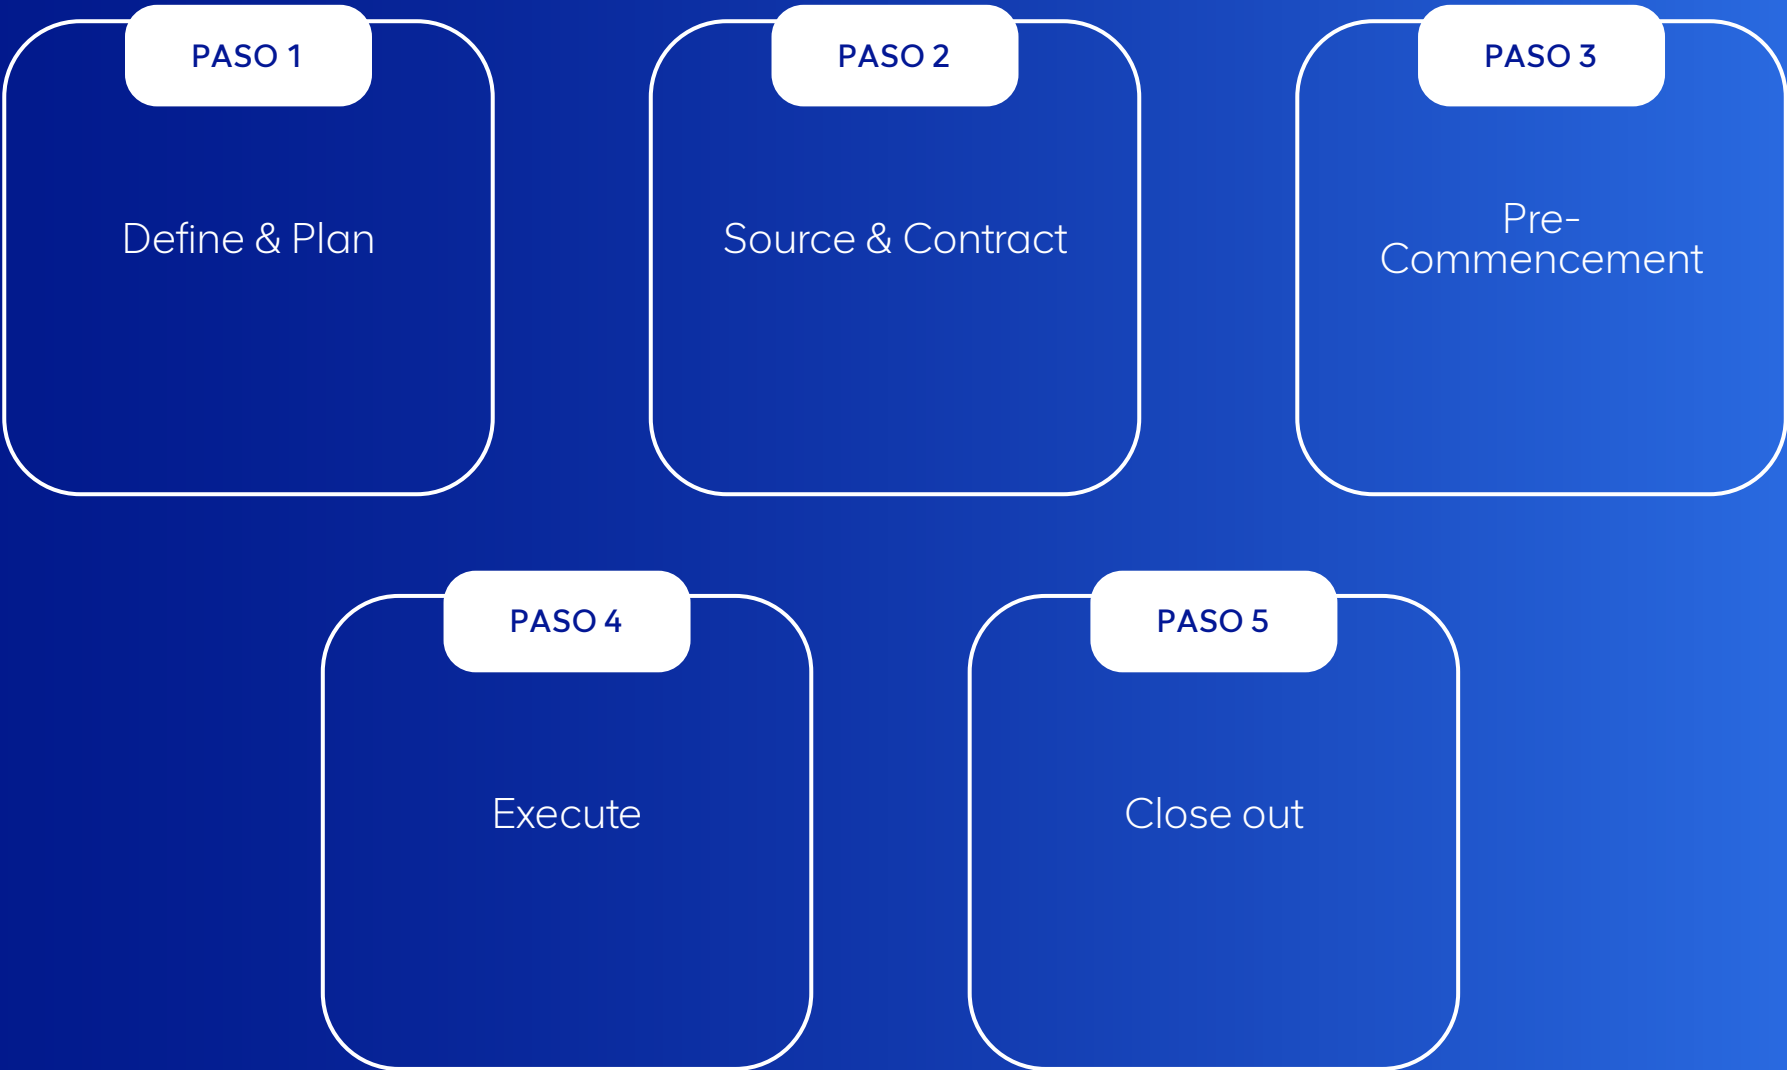 PASO 1
PASO 2
PASO 3
Define & Plan
Source & Contract
Pre-
Commencement
PASO 4
PASO 5
Execute
Close out